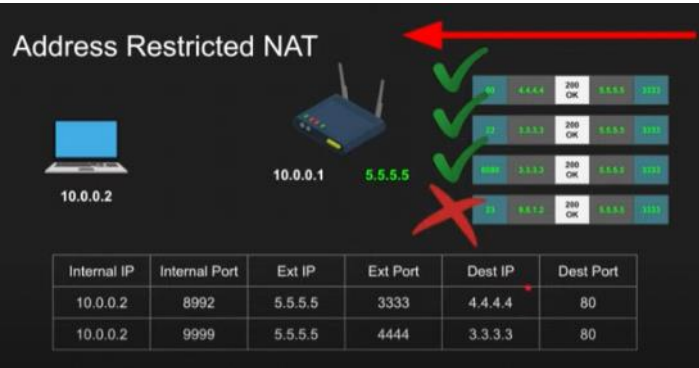 Address Restricted NAT
4.4.4.4 200 OK 5.5.5.5 3333
22 3.3.3.3 200 OK 5.5.5.5 3333
3.3.3.3 200 OK 5.5.5.5 3333
23 200 OK 5.5.5.5 3333
10.0.0.1 5.5.5.5
10.0.0.2
Internal IP Internal Port Ext IP Ext Port Dest IP Dest Port
10.0.0.2 8992 5.5.5.5 3333 4.4.4.4 80
10.0.0.2 9999 5.5.5.5 4444 3.3.3.3 80